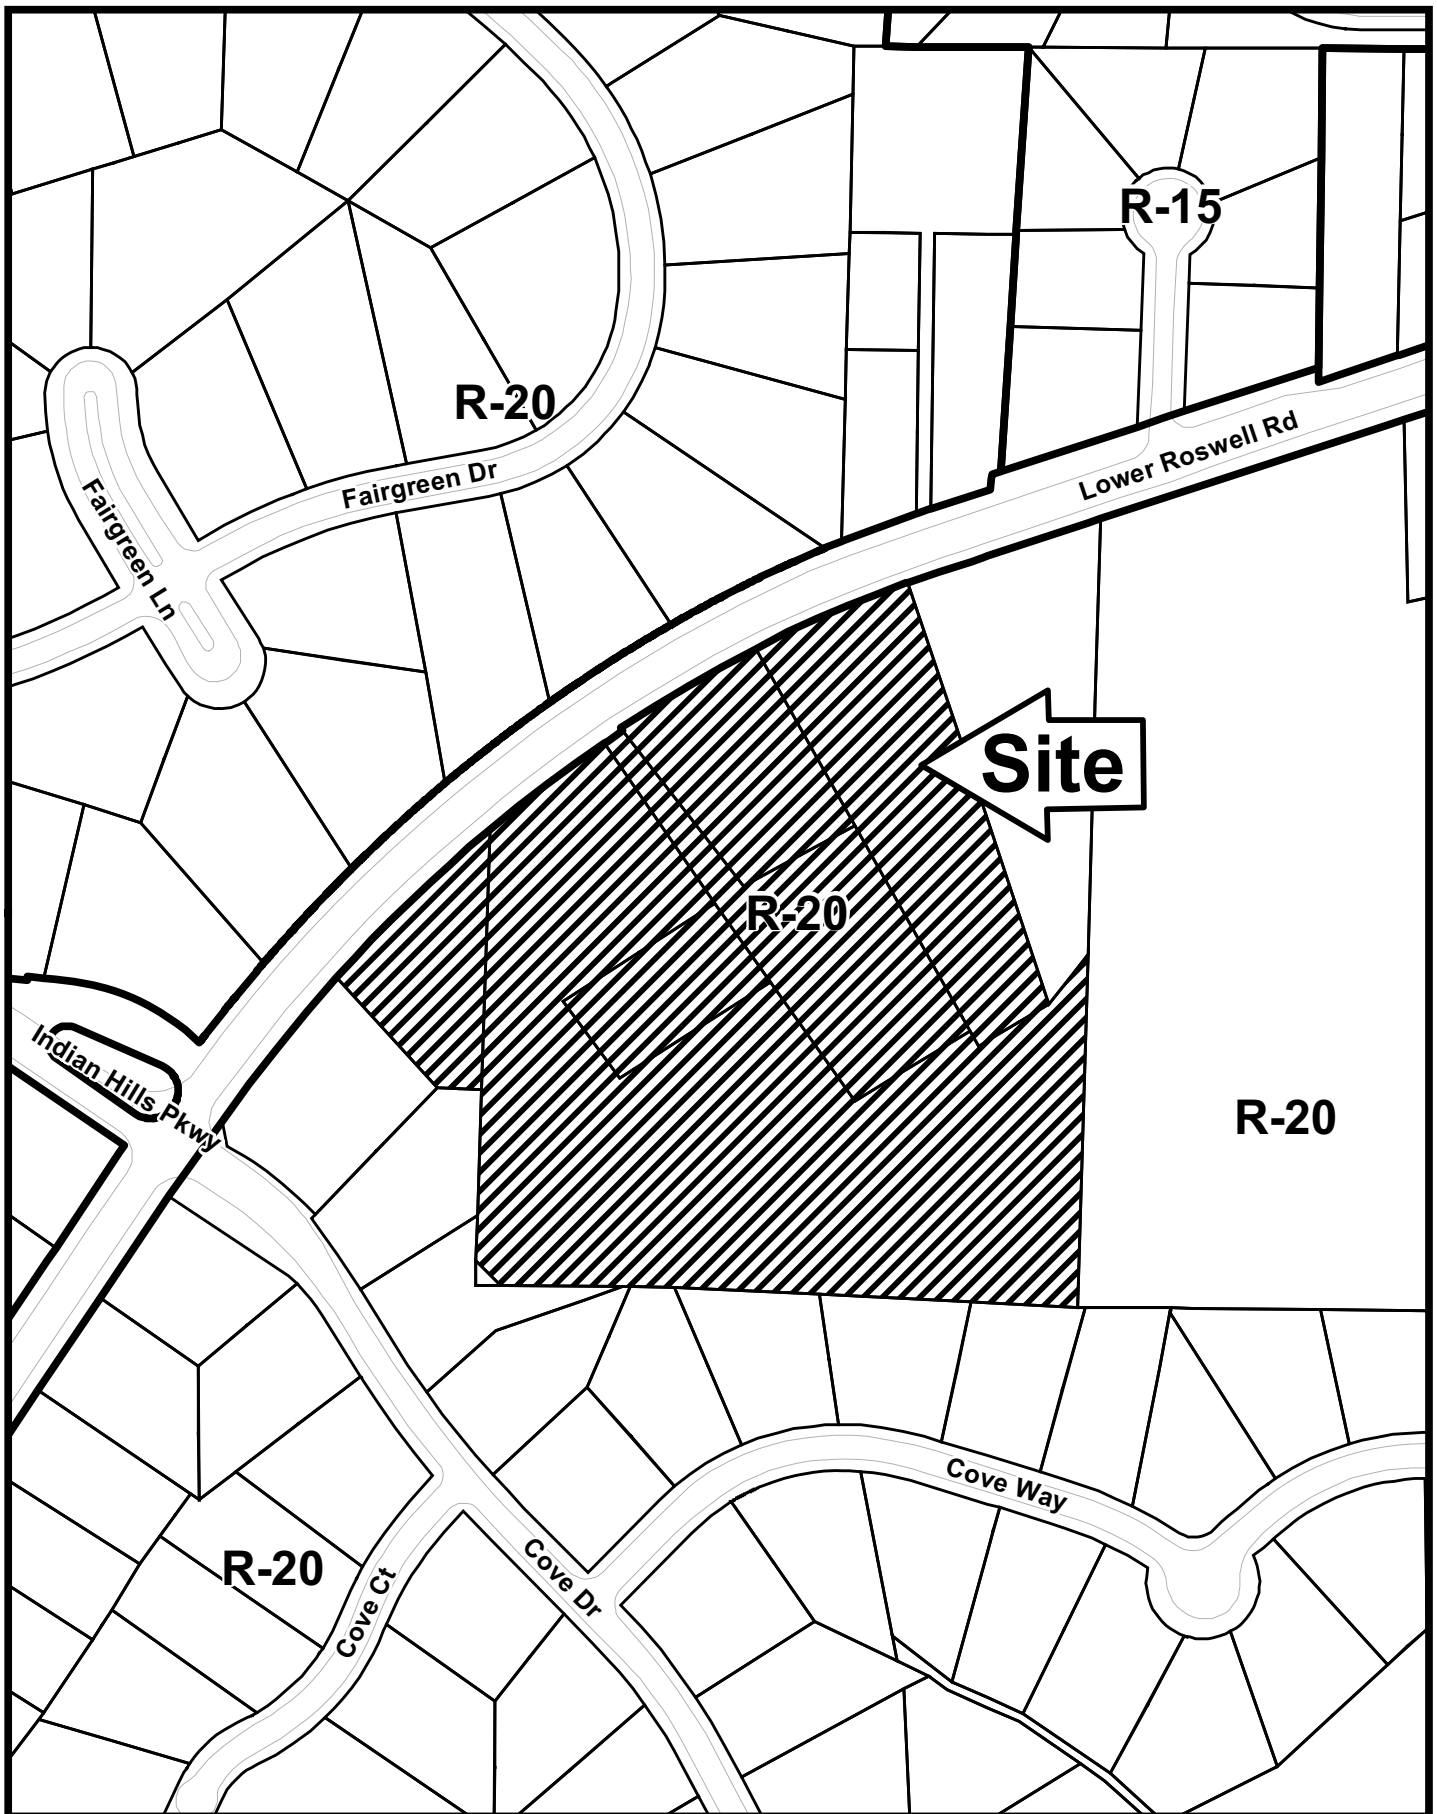 R-15
R-20
Lower Roswell Rd
Fairgreen Dr
Fairgreen Ln
Site
R-20
Indian Hills Pkwy
R-20
Cove Way
R-20
Cove Dr
Cove Ct